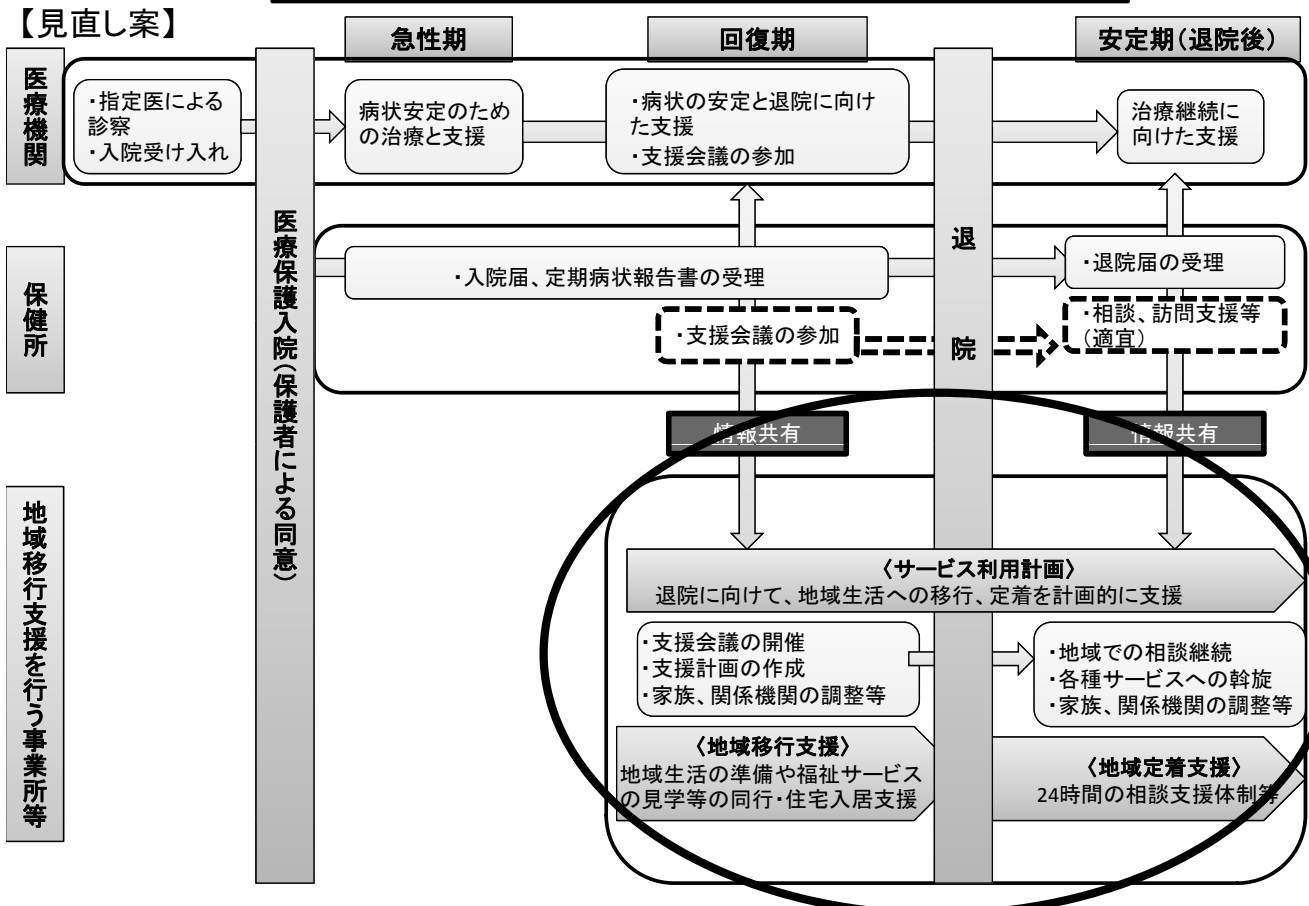 【見直し案】
急性期
回復期
安定期(退院後)
医療機関
・指定医による
診察
・入院受け入れ
病状安定のため
の治療と支援
・病状の安定と退院に向け
た支援
・支援会議の参加
治療継続に
向けた支援
医療保護入院(保護者による同意)
退院
保健所
・入院届、定期病状報告書の受理
・退院届の受理
・支援会議の参加
・相談、訪問支援等
(適宜)
情報共有
情報共有
地域移行支援を行う事業所等
〈サービス利用計画〉
退院に向けて、地域生活への移行、定着を計画的に支援
・支援会議の開催
・支援計画の作成
・家族、関係機関の調整等
・地域での相談継続
・各種サービスへの斡旋
・家族、関係機関の調整等
〈地域移行支援〉
地域生活の準備や福祉サービス
の見学等の同行・住宅入居支援
〈地域定着支援〉
24時間の相談支援体制等